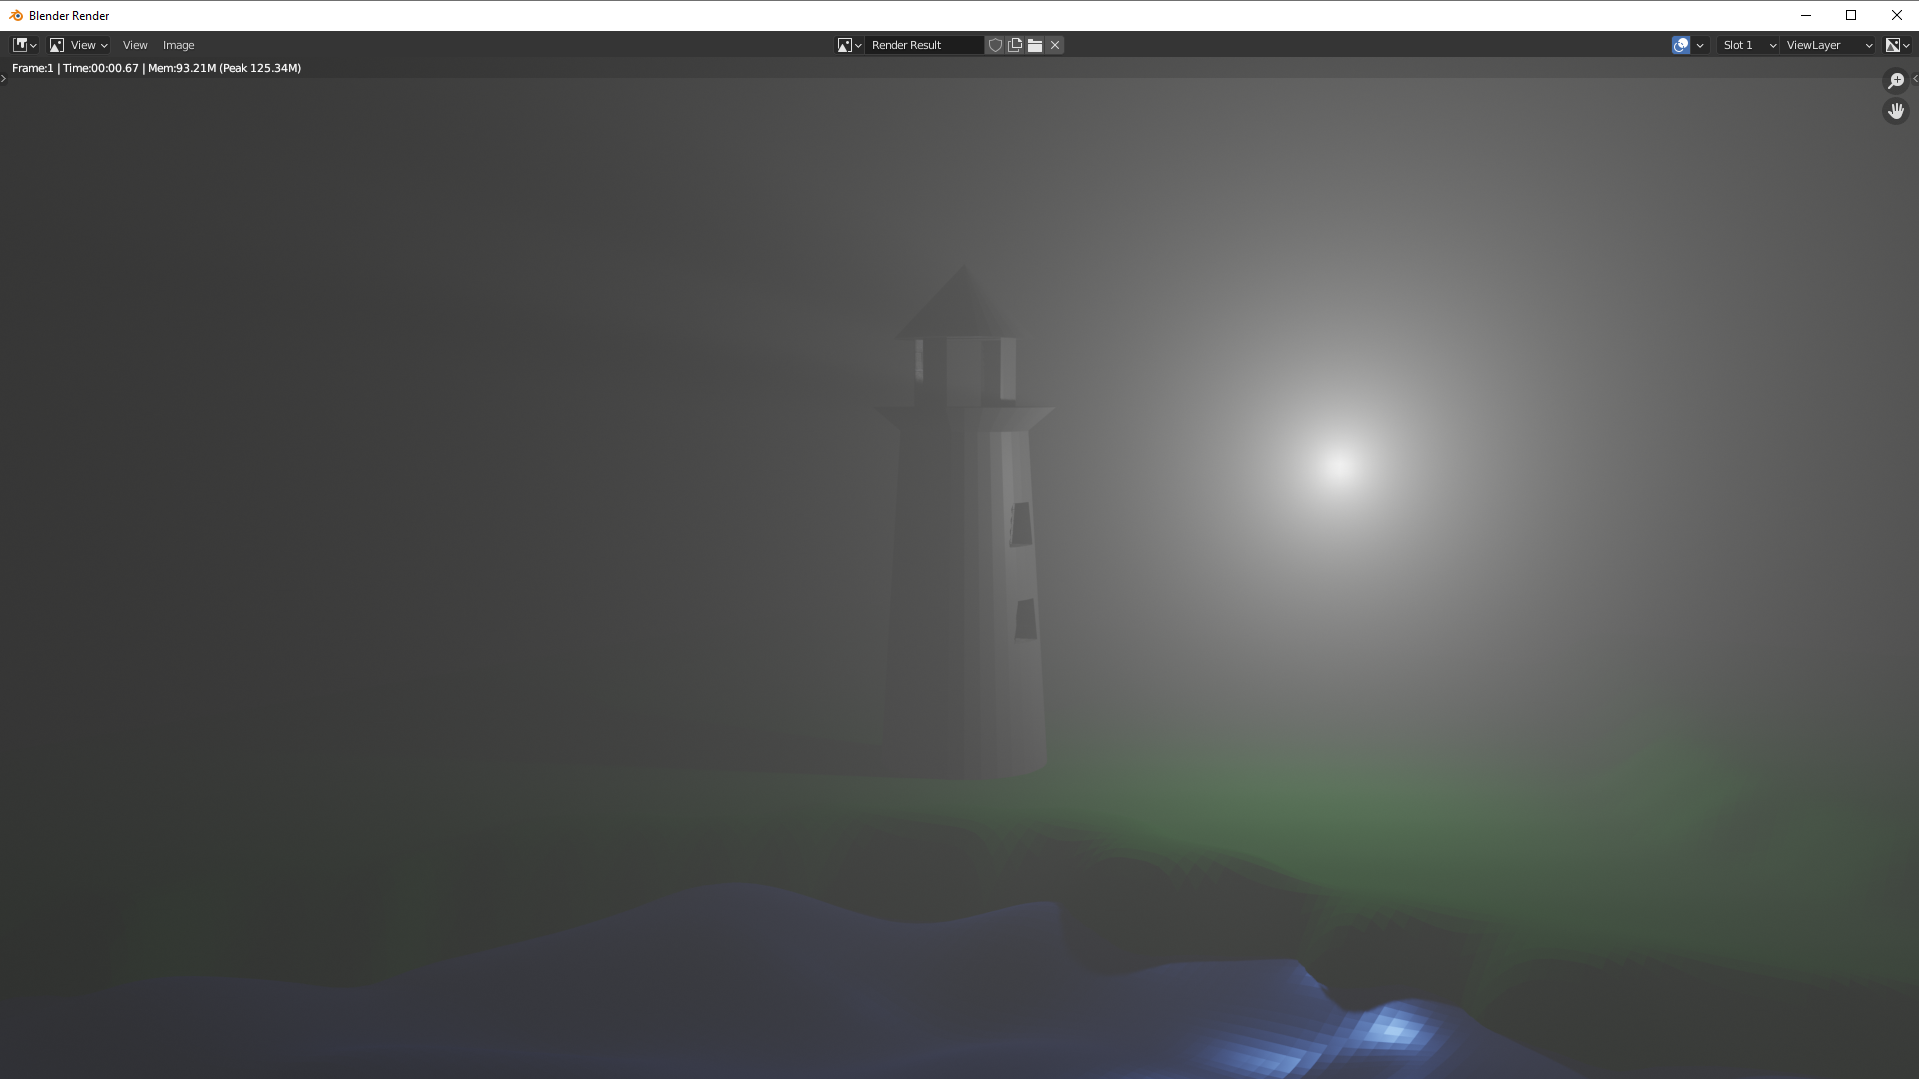 Blender Render
View View Image Render Result Slot 1 ViewLayer
Frame:1 | Time:00:00.67 | Mem:93.21M (Peak 125.34M)